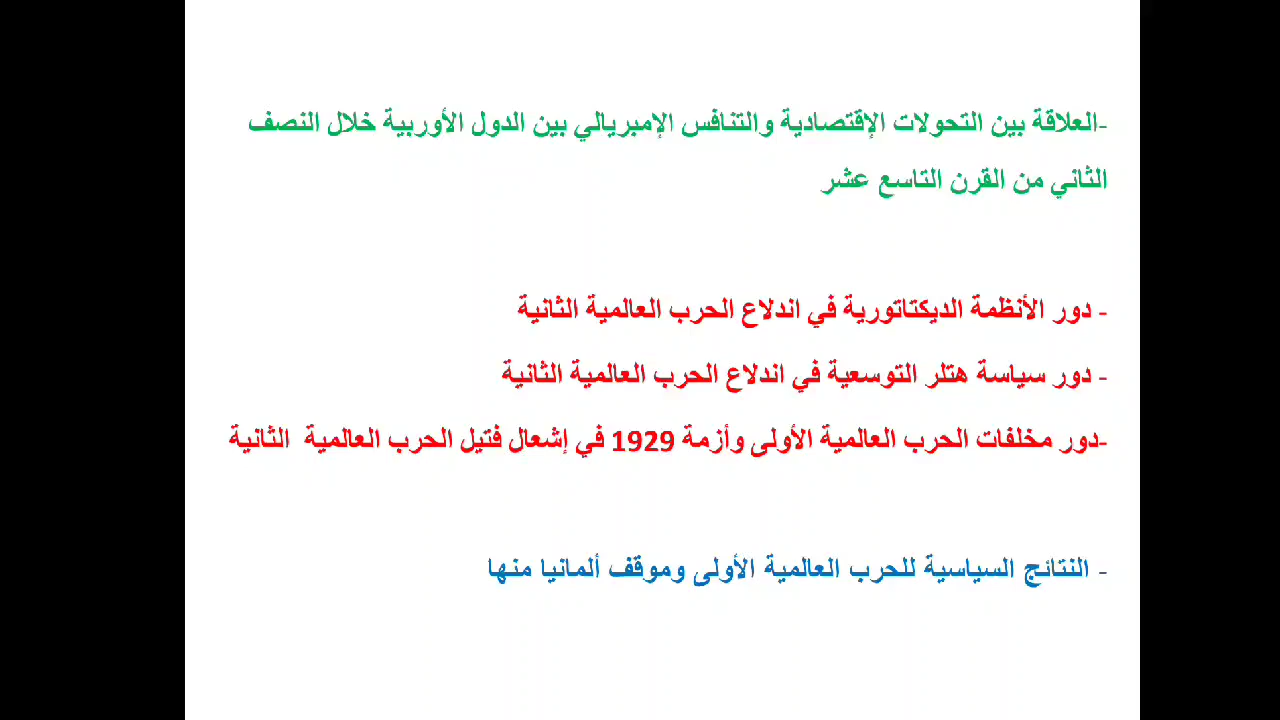 -العلاقة بين التحولات الإقتصادية والتنافس الإمبريالي بين الدول الأوربية خلال النصف
الثاني من القرن التاسع عشر
- دور الأنظمة الديكتاتورية في اندلاع الحرب العالمية الثانية
- دور سياسة هتلر التوسعية في اندلاع الحرب العالمية الثانية
-دور مخلفات الحرب العالمية الأولى وأزمة 1929 في إشعال فتيل الحرب العالمية الثانية
- النتائج السياسية للحرب العالمية الأولى وموقف ألمانيا منها